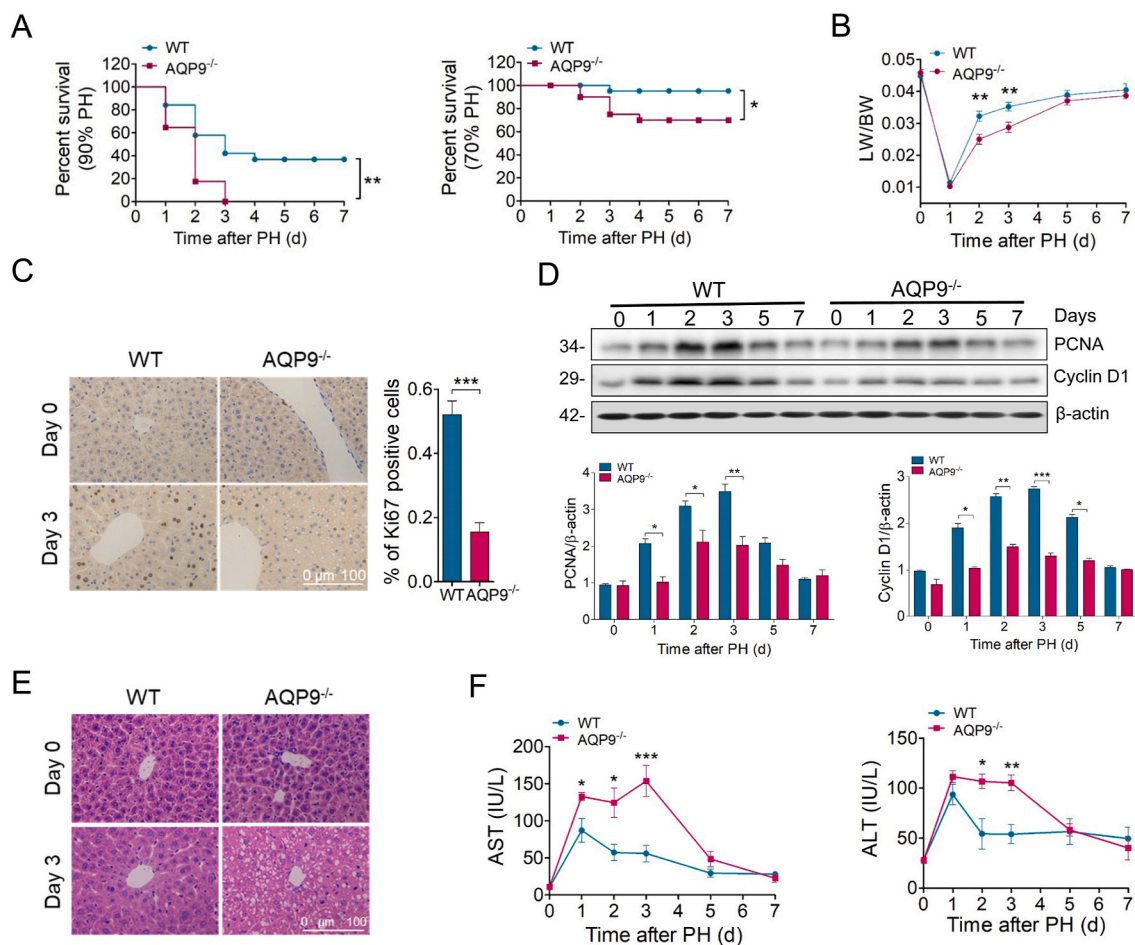 A
WT
AQP9-/-
Percent survival
(90% PH)
120
100
80
60
40
20
0
**
0 1 2 3 4 5 6 7
Time after PH (d)
WT
AQP9-/-
Percent survival
(70% PH)
120
100
80
60
40
20
0
*
0 1 2 3 4 5 6 7
Time after PH (d)
B
WT
AQP9-/-
LW/BW
0.05
0.04
0.03
0.02
0.01
** **
0 1 2 3 4 5 6 7
Time after PH (d)
C
WT AQP9-/-
Day 0
Day 3
0 µm 100
% of Ki67 positive cells
0.6
0.4
0.2
0.0
***
WT AQP9-/-
D
WT AQP9-/-
0 1 2 3 5 7 0 1 2 3 5 7 Days
34- PCNA
29- Cyclin D1
42- β-actin
WT
AQP9-/-
PCNA/β-actin
4
3
2
1
0
* * **
0 1 2 3 5 7
Time after PH (d)
WT
AQP9-/-
Cyclin D1/β-actin
3
2
1
0
* ** *** *
0 1 2 3 5 7
Time after PH (d)
E
WT AQP9-/-
Day 0
Day 3
0 µm 100
F
WT
AQP9-/-
AST (IU/L)
200
150
100
50
0
* * ***
0 1 2 3 4 5 6 7
Time after PH (d)
WT
AQP9-/-
ALT (IU/L)
150
100
50
0
* **
0 1 2 3 4 5 6 7
Time after PH (d)